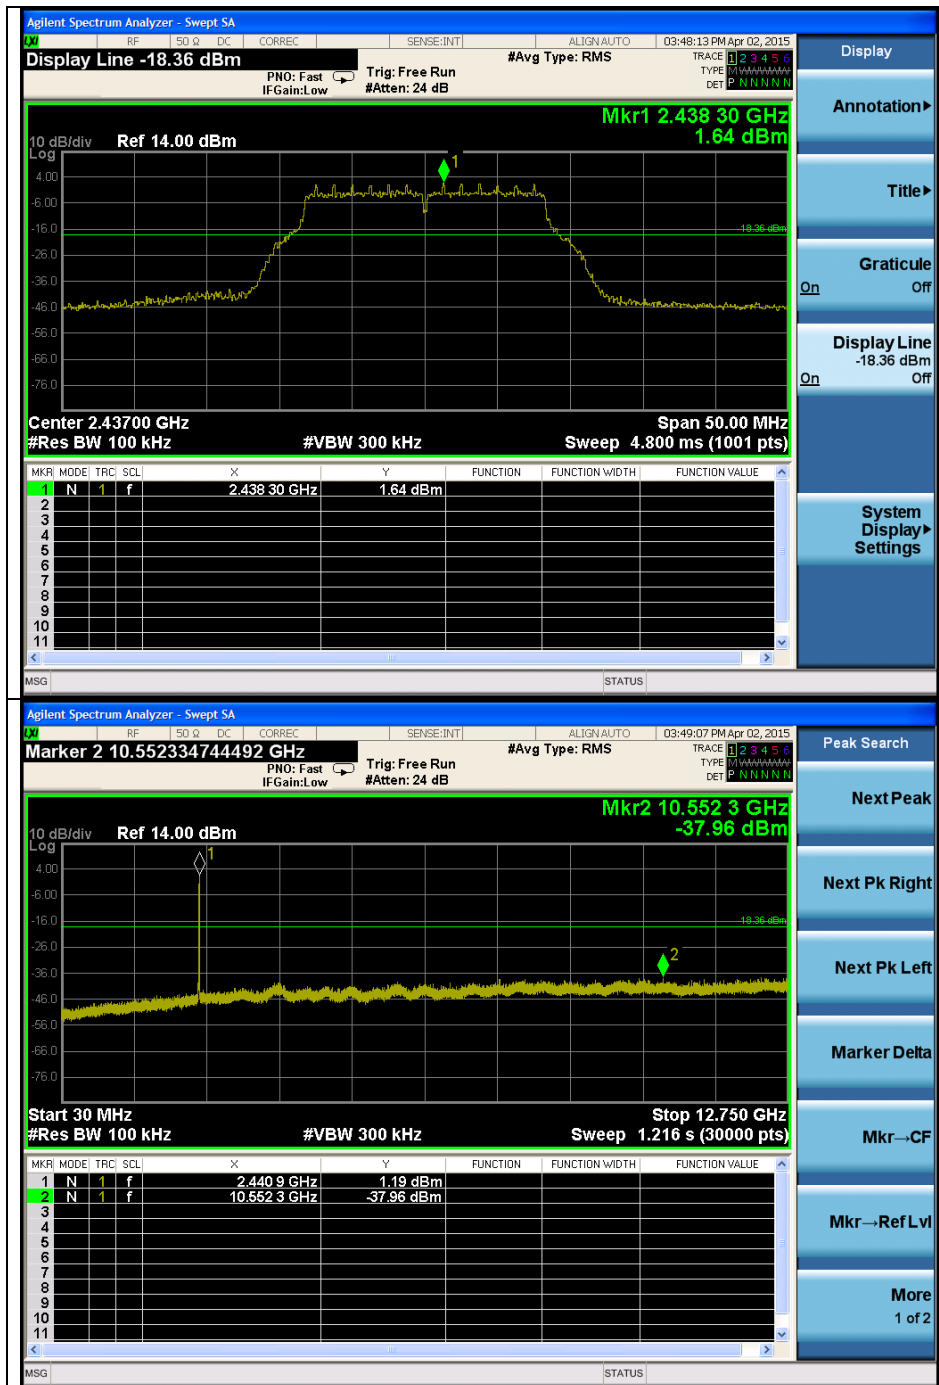 Agilent Spectrum Analyzer - Swept SA
LXI RF 50 Ω DC CORREC SENSE:INT ALIGN AUTO 03:48:13 PM Apr 02, 2015
Display Line -18.36 dBm
PNO: Fast
IFGain:Low
Trig: Free Run
#Atten: 24 dB
#Avg Type: RMS
TRACE 1 2 3 4 5 6
TYPE M WWWWW
DET P N N N N N
Mkr1 2.438 30 GHz
1.64 dBm
10 dB/div Ref 14.00 dBm
Log
1
4.00
-6.00
-16.0
-18.36 dBm
-26.0
-36.0
-46.0
-56.0
-66.0
-76.0
Center 2.43700 GHz Span 50.00 MHz
#Res BW 100 kHz #VBW 300 kHz Sweep 4.800 ms (1001 pts)
MKR MODE TRC SCL X Y FUNCTION FUNCTION WIDTH FUNCTION VALUE
1 N 1 f 2.438 30 GHz 1.64 dBm
2
3
4
5
6
7
8
9
10
11
MSG STATUS
Display
Annotation
Title
Graticule
On Off
Display Line
-18.36 dBm
On Off
System
Display
Settings
Agilent Spectrum Analyzer - Swept SA
LXI RF 50 Ω DC CORREC SENSE:INT ALIGN AUTO 03:49:07 PM Apr 02, 2015
Marker 2 10.552334744492 GHz
PNO: Fast
IFGain:Low
Trig: Free Run
#Atten: 24 dB
#Avg Type: RMS
TRACE 1 2 3 4 5 6
TYPE M WWWWW
DET P N N N N N
Mkr2 10.552 3 GHz
-37.96 dBm
10 dB/div Ref 14.00 dBm
Log
1
4.00
-6.00
-16.0
-18.36 dBm
-26.0
2
-36.0
-46.0
-56.0
-66.0
-76.0
Start 30 MHz Stop 12.750 GHz
#Res BW 100 kHz #VBW 300 kHz Sweep 1.216 s (30000 pts)
MKR MODE TRC SCL X Y FUNCTION FUNCTION WIDTH FUNCTION VALUE
1 N 1 f 2.440 9 GHz 1.19 dBm
2 N 1 f 10.552 3 GHz -37.96 dBm
3
4
5
6
7
8
9
10
11
MSG STATUS
Peak Search
Next Peak
Next Pk Right
Next Pk Left
Marker Delta
Mkr→CF
Mkr→Ref Lvl
More
1 of 2